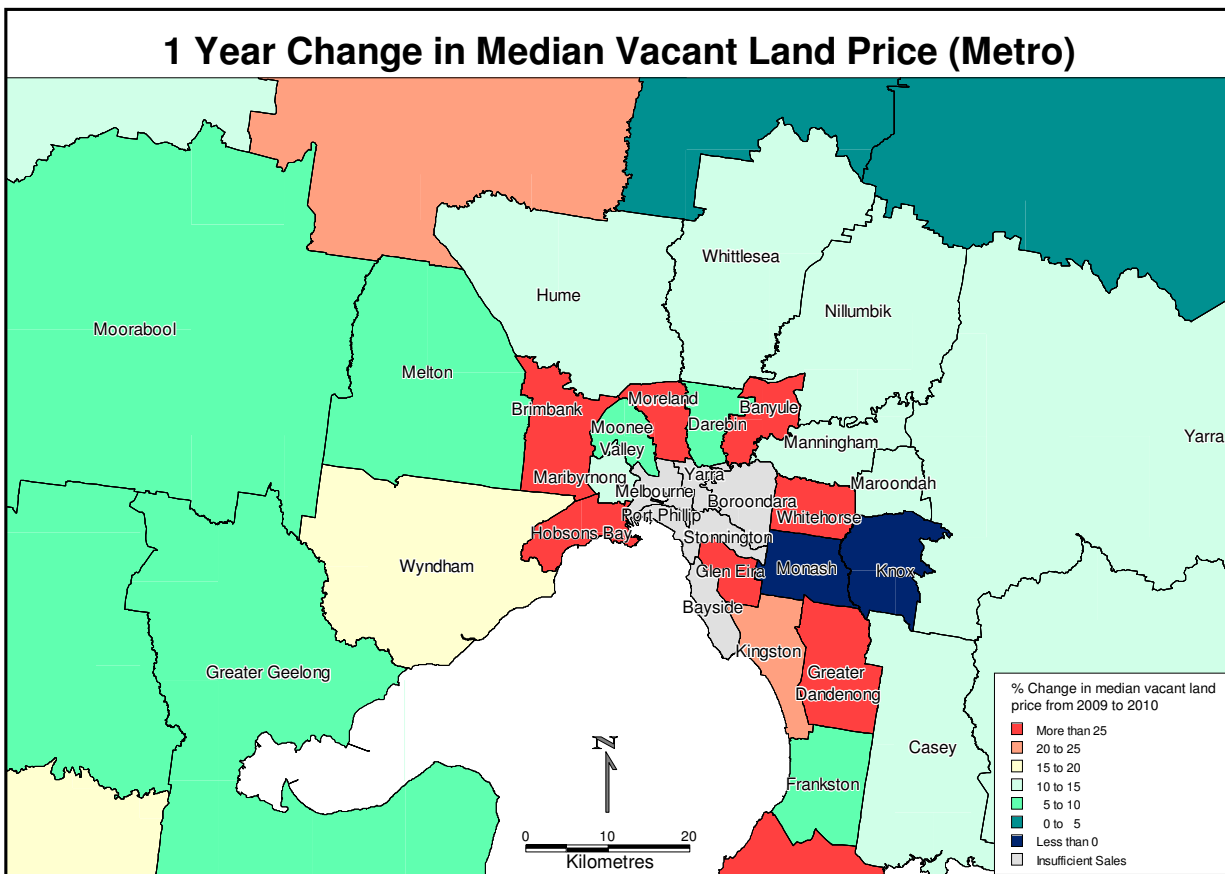 1 Year Change in Median Vacant Land Price (Metro)
Whittlesea
Hume
Nillumbik
Moorabool
Melton
Moreland
Brimbank
Banyule
Moonee
Valley
Darebin
Manningham
Yarra
Maribyrnong
Yarra
Maroondah
Melbourne
Boroondara
Port Phillip
Whitehorse
Hobsons Bay
Stonnington
Wyndham
Glen Eira
Monash
Knox
Bayside
Kingston
Greater Geelong
Greater
Dandenong
Casey
Frankston
N
0 10 20
Kilometres
% Change in median vacant land
price from 2009 to 2010
More than 25
20 to 25
15 to 20
10 to 15
5 to 10
0 to 5
Less than 0
Insufficient Sales